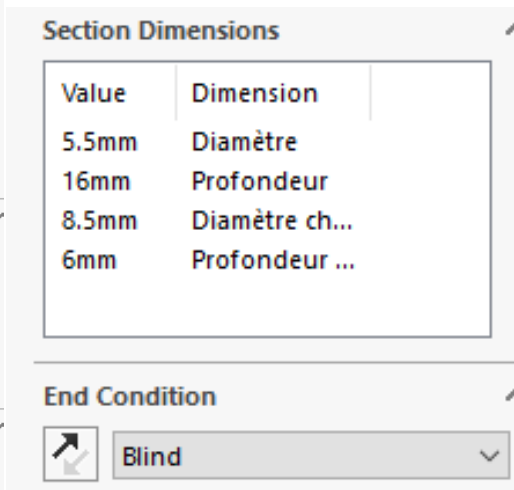 Section Dimensions
Value Dimension
5.5mm Diamètre
16mm Profondeur
8.5mm Diamètre ch...
6mm Profondeur ...
End Condition
Blind